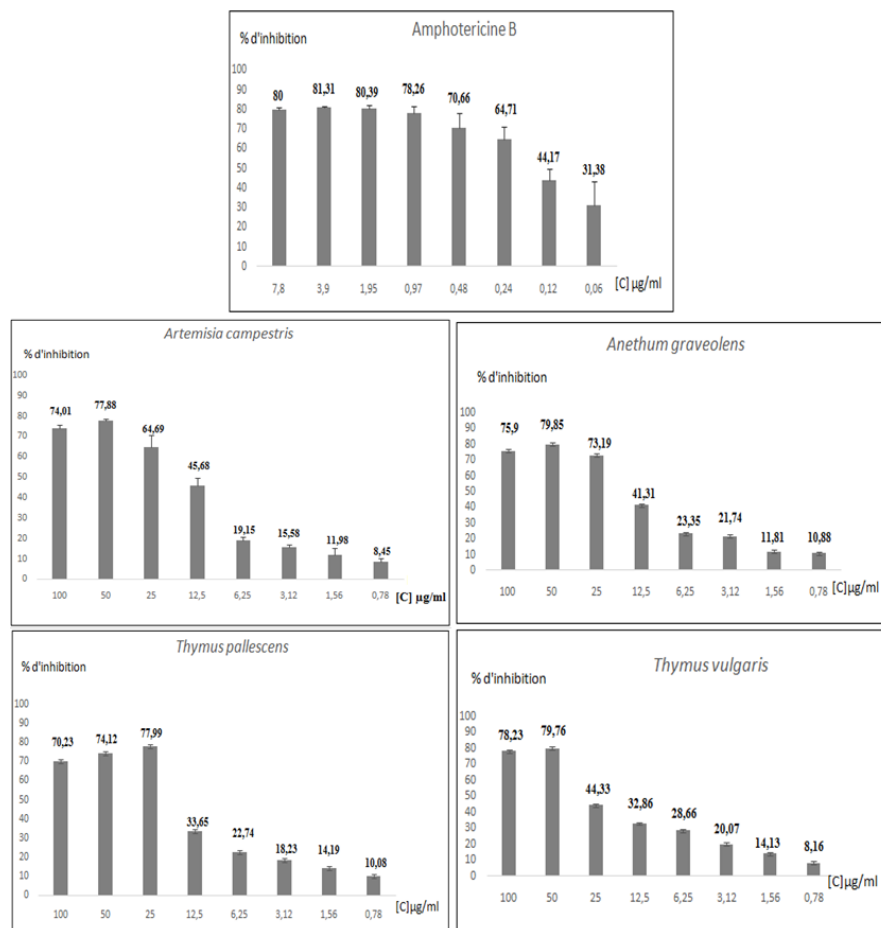 Amphotericine B
% d'inhibition
100
90
80
70
60
50
40
30
20
10
0
80 81,31 80,39 78,26 70,66 64,71 44,17 31,38
7,8 3,9 1,95 0,97 0,48 0,24 0,12 0,06 [C] µg/ml
Artemisia campestris
% d'inhibition
100
90
80
70
60
50
40
30
20
10
0
74,01 77,88 64,69 45,68 19,15 15,58 11,98 8,45
100 50 25 12,5 6,25 3,12 1,56 0,78 [C] µg/ml
Anethum graveolens
% d'inhibition
100
90
80
70
60
50
40
30
20
10
0
75,9 79,85 73,19 41,31 23,35 21,74 11,81 10,88
100 50 25 12,5 6,25 3,12 1,56 0,78 [C]µg/ml
Thymus pallescens
% d'inhibition
100
90
80
70
60
50
40
30
20
10
0
70,23 74,12 77,99 33,65 22,74 18,23 14,19 10,08
100 50 25 12,5 6,25 3,12 1,56 0,78 [C]µg/ml
Thymus vulgaris
% d'inhibition
100
90
80
70
60
50
40
30
20
10
0
78,23 79,76 44,33 32,86 28,66 20,07 14,13 8,16
100 50 25 12,5 6,25 3,12 1,56 0,78 [C]µg/ml